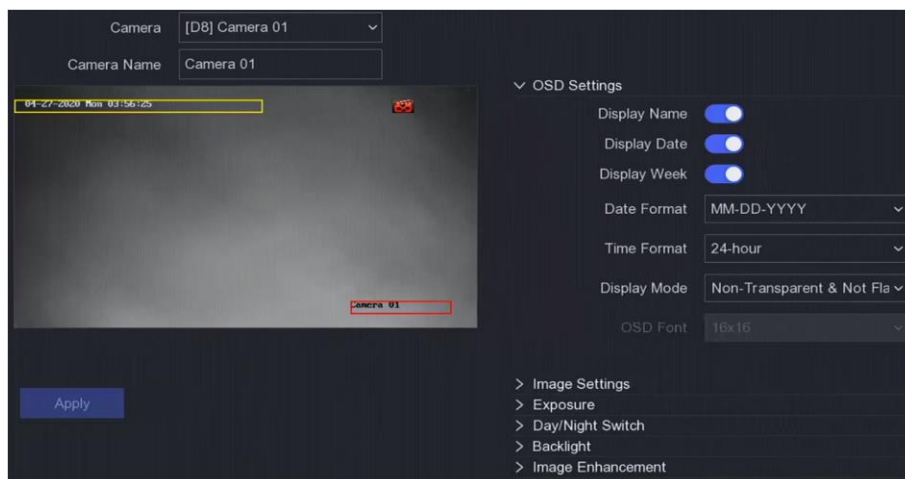 Camera [D8] Camera 01
Camera Name Camera 01
04-27-2020 Mon 03:56:25
Camera 01
Apply
OSD Settings
Display Name
Display Date
Display Week
Date Format MM-DD-YYYY
Time Format 24-hour
Display Mode Non-Transparent & Not Fla
OSD Font 16x16
Image Settings
Exposure
Day/Night Switch
Backlight
Image Enhancement